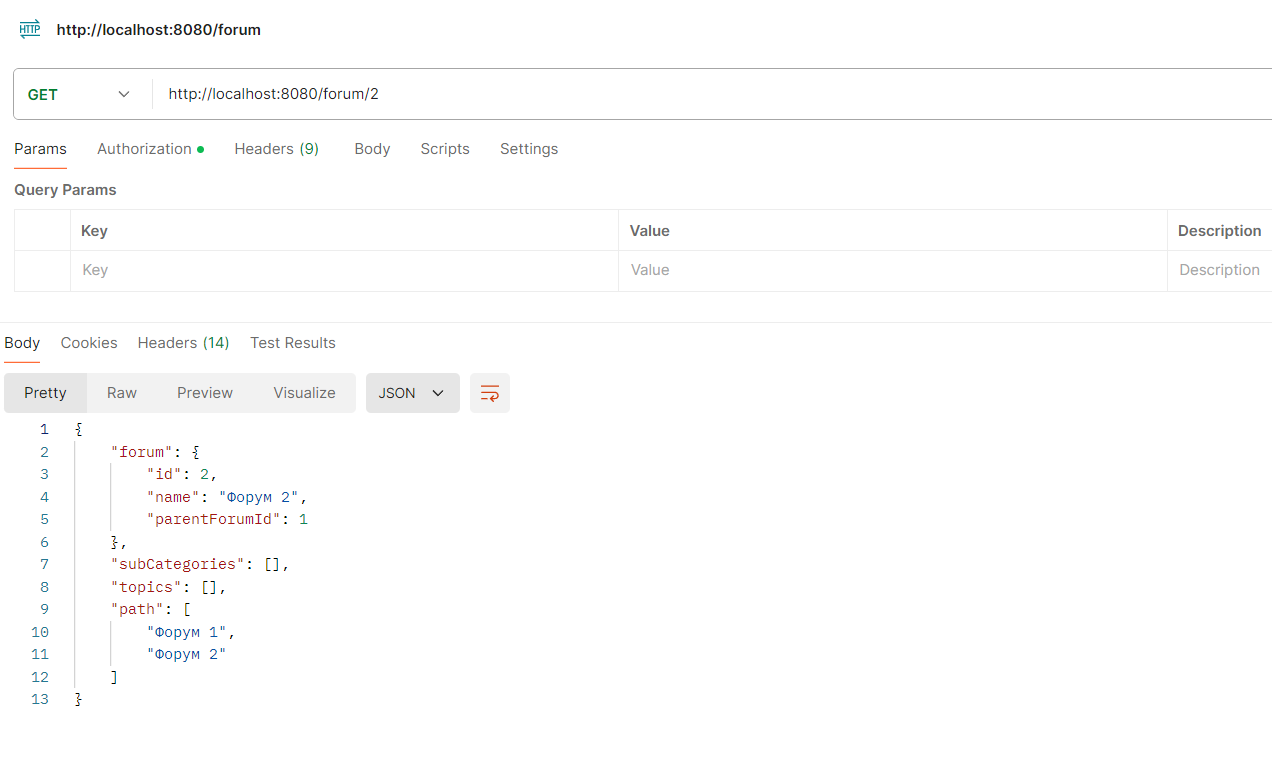 HTTP http://localhost:8080/forum
GET http://localhost:8080/forum/2
Params Authorization Headers (9) Body Scripts Settings
Query Params
Key Value Description
Key Value Description
Body Cookies Headers (14) Test Results
Pretty Raw Preview Visualize JSON
1 {
2 "forum": {
3 "id": 2,
4 "name": "Форум 2",
5 "parentForumId": 1
6 },
7 "subCategories": [],
8 "topics": [],
9 "path": [
10 "Форум 1",
11 "Форум 2"
12 ]
13 }